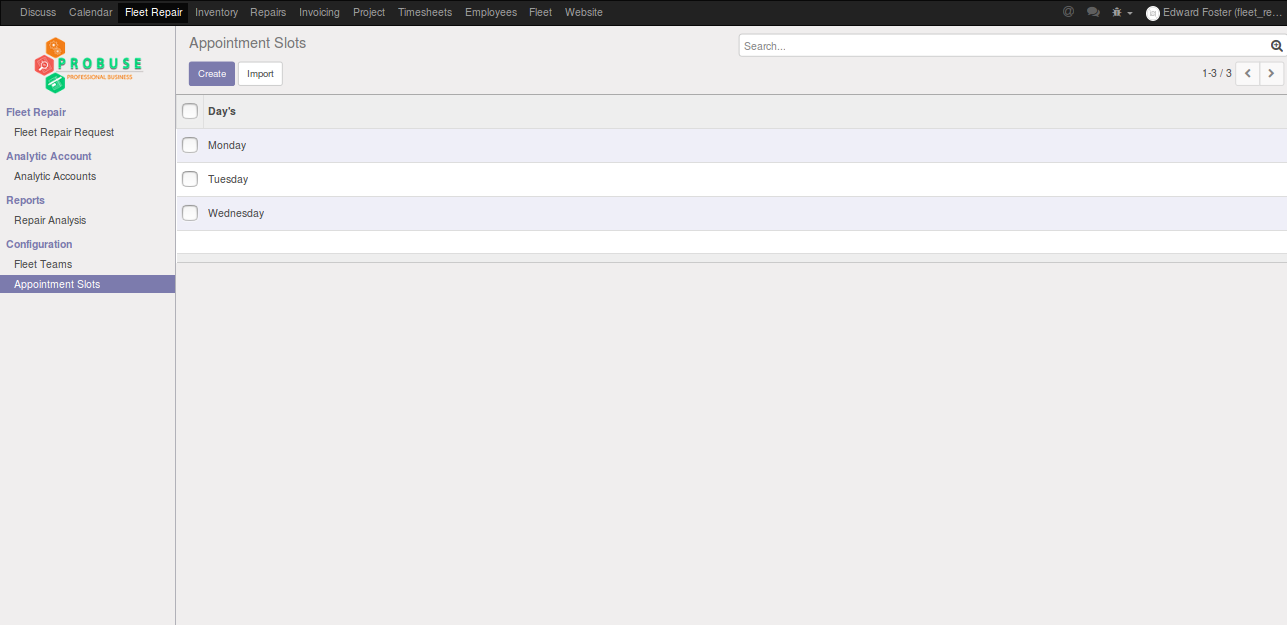 Discuss Calendar Fleet Repair Inventory Repairs Invoicing Project Timesheets Employees Fleet Website @ Edward Foster (fleet_re...
PROBUSE
PROFESSIONAL BUSINESS
Fleet Repair
Fleet Repair Request
Analytic Account
Analytic Accounts
Reports
Repair Analysis
Configuration
Fleet Teams
Appointment Slots
Appointment Slots
Search...
Create Import
1-3 / 3
Day's
Monday
Tuesday
Wednesday